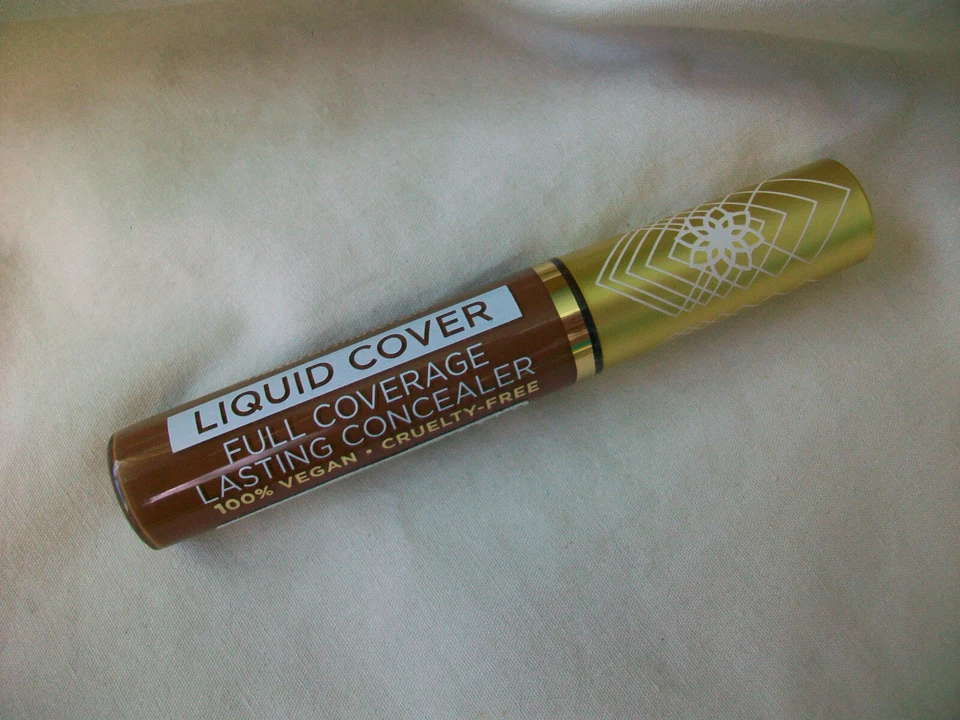 LIQUID COVER
FULL COVERAGE
LASTING CONCEALER
100% VEGAN • CRUELTY-FREE